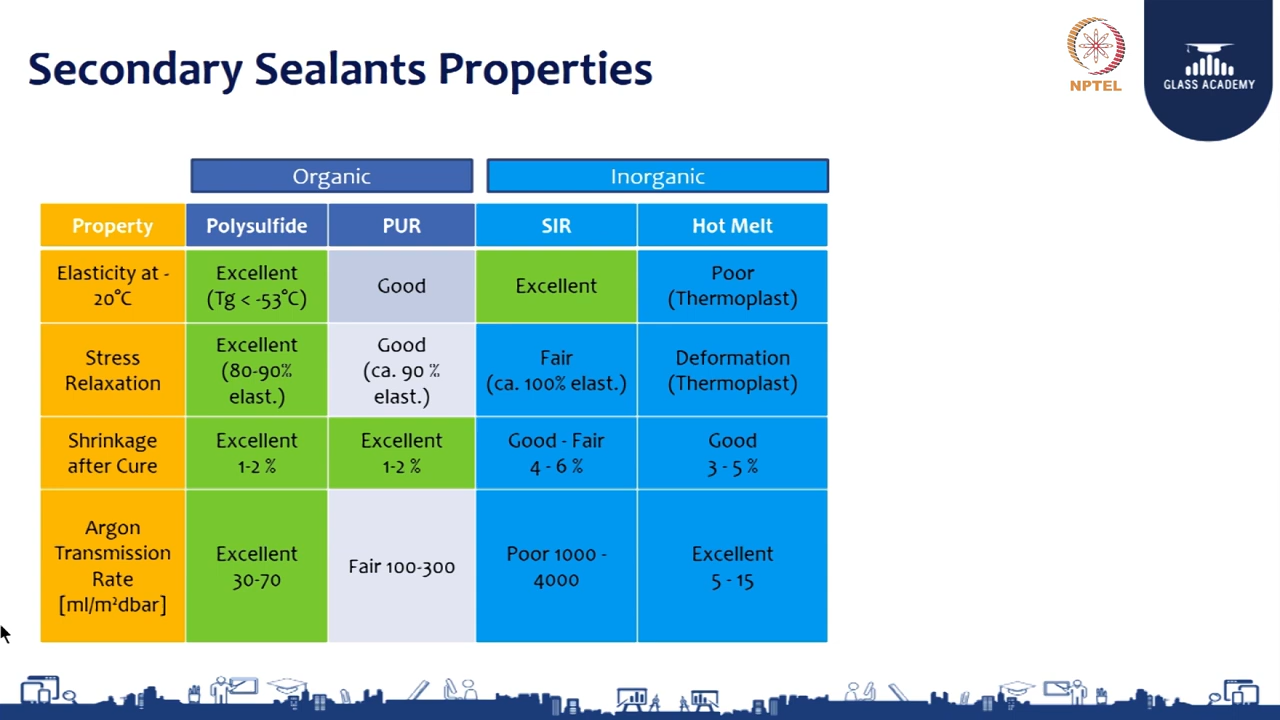 Secondary Sealants Properties
NPTEL
GLASS ACADEMY
Organic
Inorganic
Property
Polysulfide
PUR
SIR
Hot Melt
Elasticity at -
20°C
Excellent
(Tg < -53°C)
Good
Excellent
Poor
(Thermoplast)
Stress
Relaxation
Excellent
(80-90%
elast.)
Good
(ca. 90 %
elast.)
Fair
(ca. 100% elast.)
Deformation
(Thermoplast)
Shrinkage
after Cure
Excellent
1-2 %
Excellent
1-2 %
Good - Fair
4 - 6 %
Good
3 - 5 %
Argon
Transmission
Rate
[ml/m²dbar]
Excellent
30-70
Fair 100-300
Poor 1000 -
4000
Excellent
5 - 15